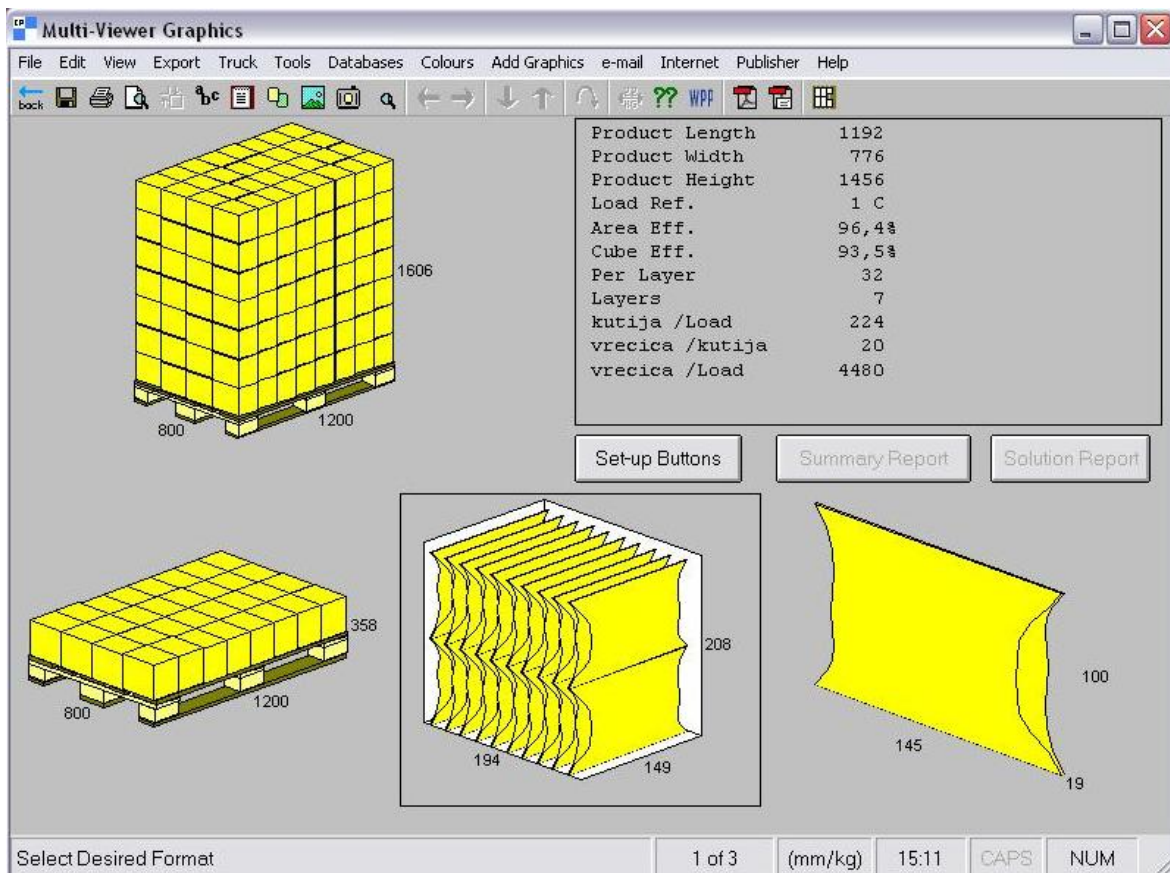 CP Multi-Viewer Graphics
File Edit View Export Truck Tools Databases Colours Add Graphics e-mail Internet Publisher Help
back abc ?? WPP
Product Length 1192
Product Width 776
Product Height 1456
Load Ref. 1 C
Area Eff. 96,4%
Cube Eff. 93,5%
Per Layer 32
Layers 7
kutija /Load 224
vrecica /kutija 20
vrecica /Load 4480
1606
800
1200
Set-up Buttons Summary Report Solution Report
358
800
1200
208
194
149
100
145
19
Select Desired Format 1 of 3 (mm/kg) 15:11 CAPS NUM